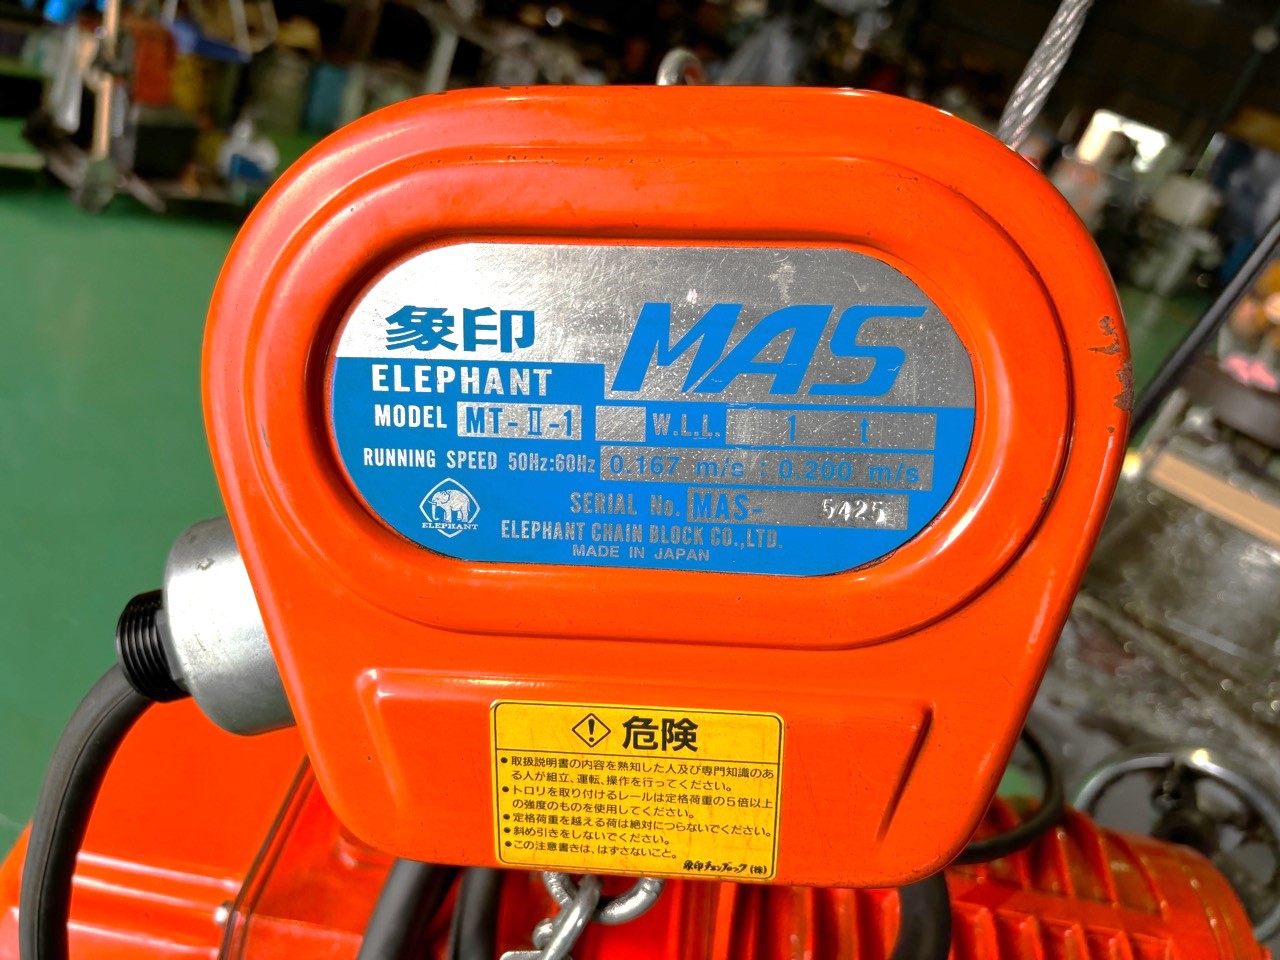 象印 MAS
ELEPHANT
MODEL MT-Ⅱ-1 W.L.L. 1 t
RUNNING SPEED 50Hz:60Hz 0.167 m/s : 0.200 m/s
SERIAL No. MAS- 5425
ELEPHANT
ELEPHANT CHAIN BLOCK CO.,LTD.
MADE IN JAPAN
危険
●取扱説明書の内容を熟知した人及び専門知識のあ
る人が組立、運転、操作を行ってください。
●トロリを取り付けるレールは定格荷重の5倍以上
の強度のものを使用してください。
●定格荷重を越える荷は絶対につらないでください。
●斜め引きをしないでください。
●この注意書きは、はずさないこと。
象印チェンブロック(株)